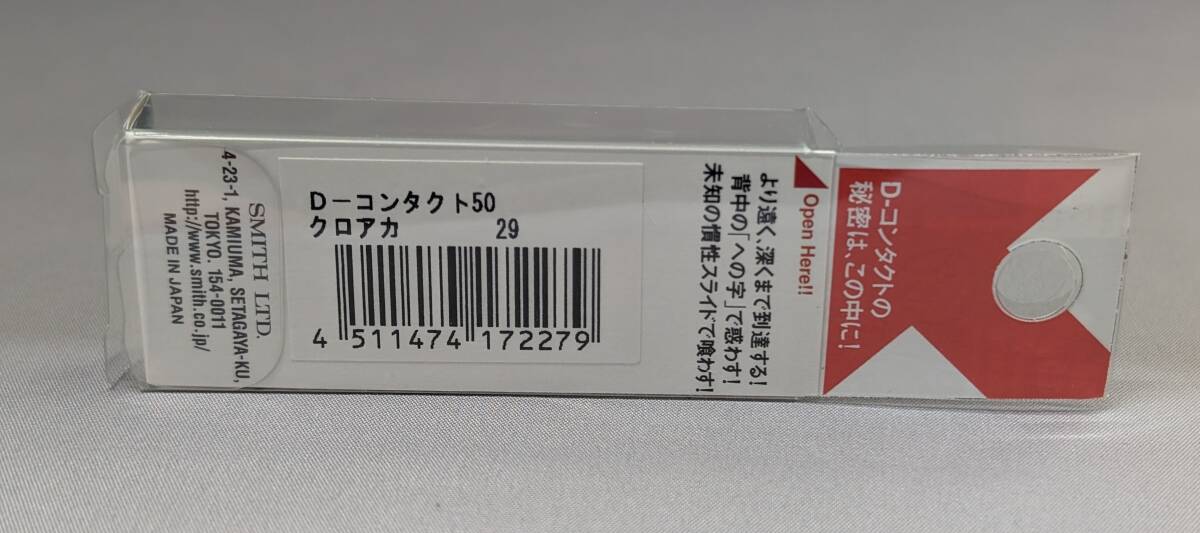 SMITH LTD.
4-23-1, KAMIUMA, SETAGAYA-KU,
TOKYO. 154-0011
http://www.smith.co.jp/
MADE IN JAPAN
D－コンタクト50
クロアカ 29
4 511474 172279
より遠く、深くまで到達する!
背中の「への字」で惑わす!
未知の慣性スライドで喰わす!
Open Here!!
D-コンタクトの
秘密は、この中に!